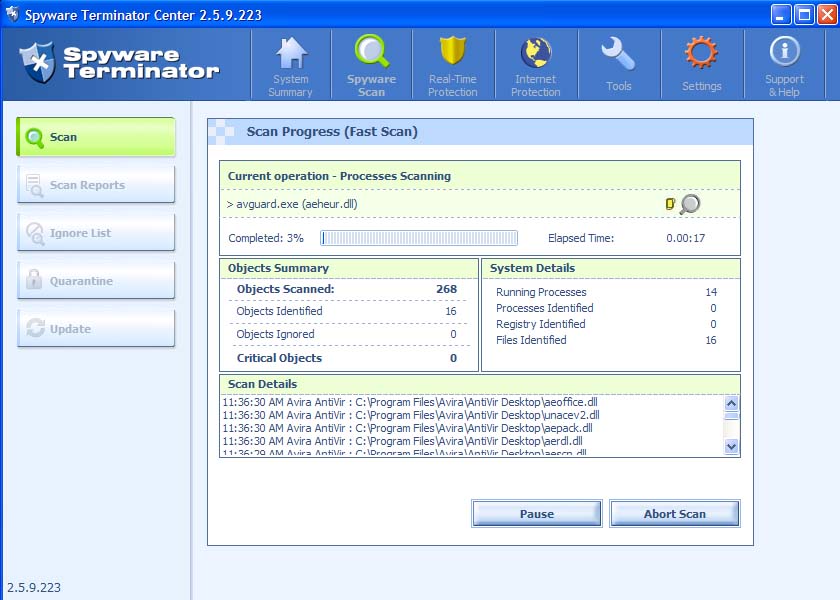 Spyware Terminator Center 2.5.9.223
Spyware
Terminator
System
Summary
Spyware
Scan
Real-Time
Protection
Internet
Protection
Tools
Settings
Support
& Help
Scan
Scan Reports
Ignore List
Quarantine
Update
Scan Progress (Fast Scan)
Current operation - Processes Scanning
> avguard.exe (aeheur.dll)
Completed: 3%
Elapsed Time: 0.00:17
Objects Summary
Objects Scanned: 268
Objects Identified 16
Objects Ignored 0
Critical Objects 0
System Details
Running Processes 14
Processes Identified 0
Registry Identified 0
Files Identified 16
Scan Details
11:36:30 AM Avira AntiVir : C:\Program Files\Avira\AntiVir Desktop\aeoffice.dll
11:36:30 AM Avira AntiVir : C:\Program Files\Avira\AntiVir Desktop\unacev2.dll
11:36:30 AM Avira AntiVir : C:\Program Files\Avira\AntiVir Desktop\aepack.dll
11:36:30 AM Avira AntiVir : C:\Program Files\Avira\AntiVir Desktop\aerdl.dll
11:36:29 AM Avira AntiVir : C:\Program Files\Avira\AntiVir Desktop\aescn.dll
Pause
Abort Scan
2.5.9.223